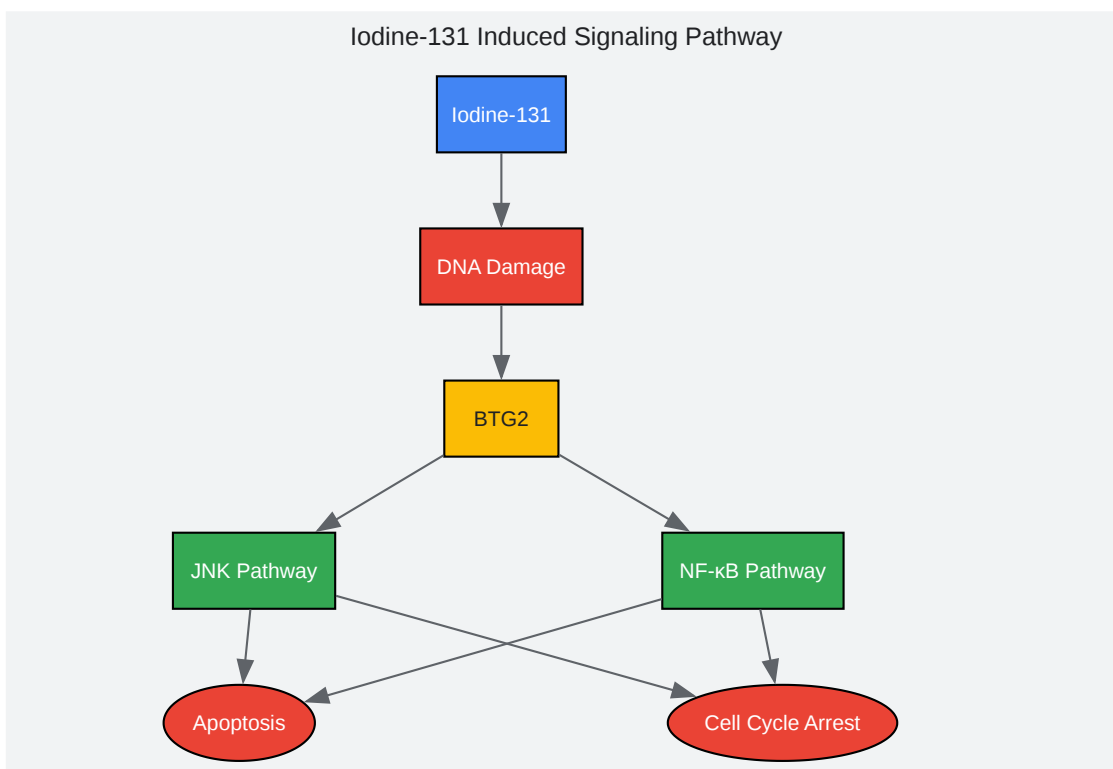 Iodine-131 Induced Signaling Pathway
Iodine-131
DNA Damage
BTG2
JNK Pathway
NF-κB Pathway
Apoptosis
Cell Cycle Arrest